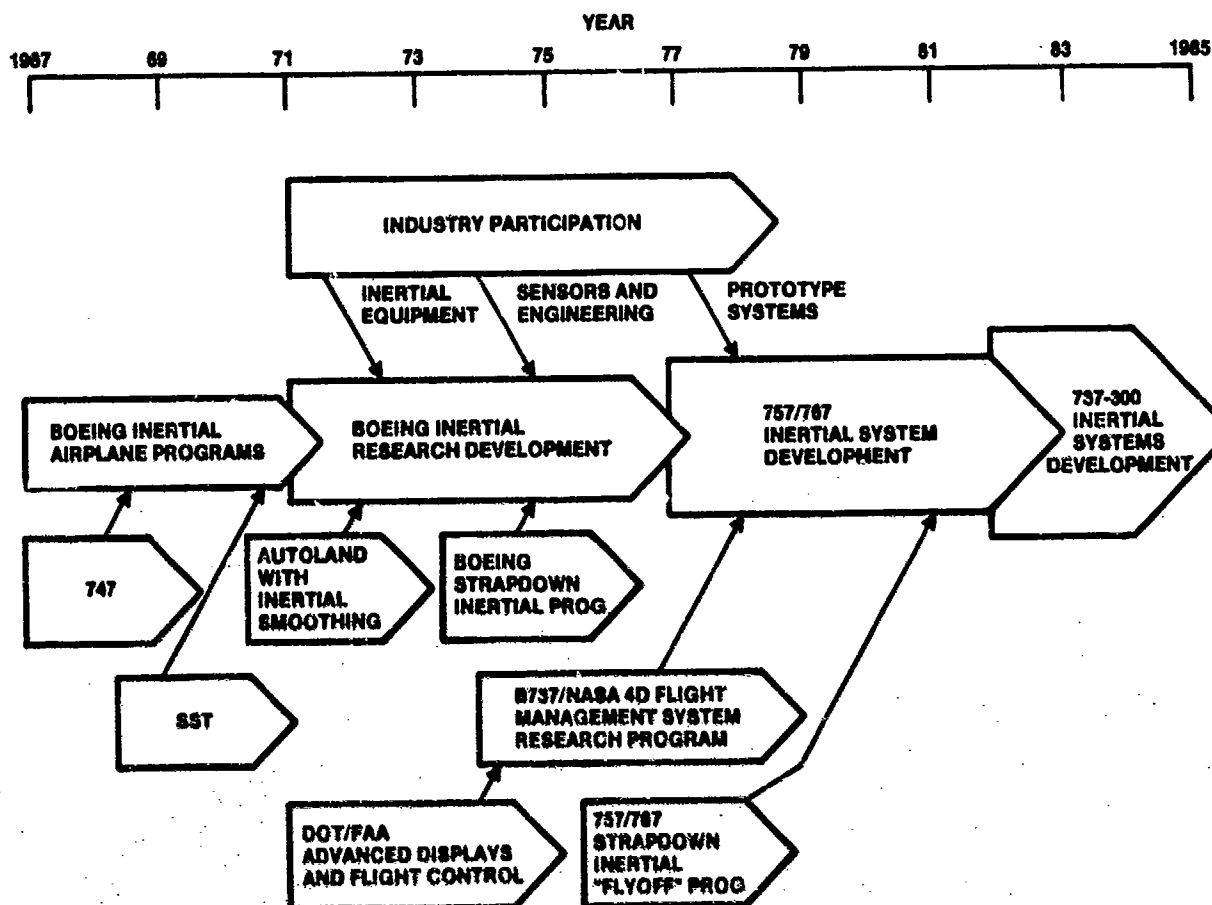 YEAR
1967 69 71 73 75 77 79 81 83 1985
INDUSTRY PARTICIPATION
INERTIAL
EQUIPMENT
SENSORS AND
ENGINEERING
PROTOTYPE
SYSTEMS
BOEING INERTIAL
AIRPLANE PROGRAMS
BOEING INERTIAL
RESEARCH DEVELOPMENT
757/767
INERTIAL SYSTEM
DEVELOPMENT
737-300
INERTIAL
SYSTEMS
DEVELOPMENT
747
AUTOLAND
WITH
INERTIAL
SMOOTHING
BOEING
STRAPDOWN
INERTIAL PROG
SST
B737/NASA 4D FLIGHT
MANAGEMENT SYSTEM
RESEARCH PROGRAM
DOT/FAA
ADVANCED DISPLAYS
AND FLIGHT CONTROL
757/767
STRAPDOWN
INERTIAL
"FLYOFF" PROG